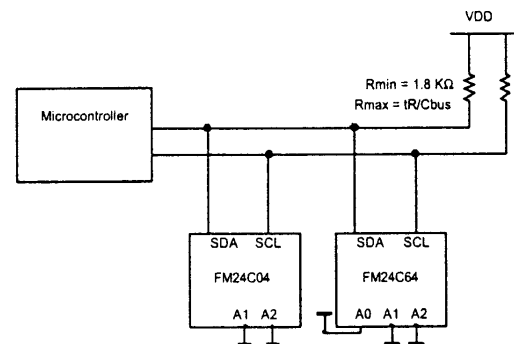 VDD
Rmin = 1.8 KΩ
Rmax = tR/Cbus
Microcontroller
SDA SCL
FM24C04
A1 A2
SDA SCL
FM24C64
A0 A1 A2